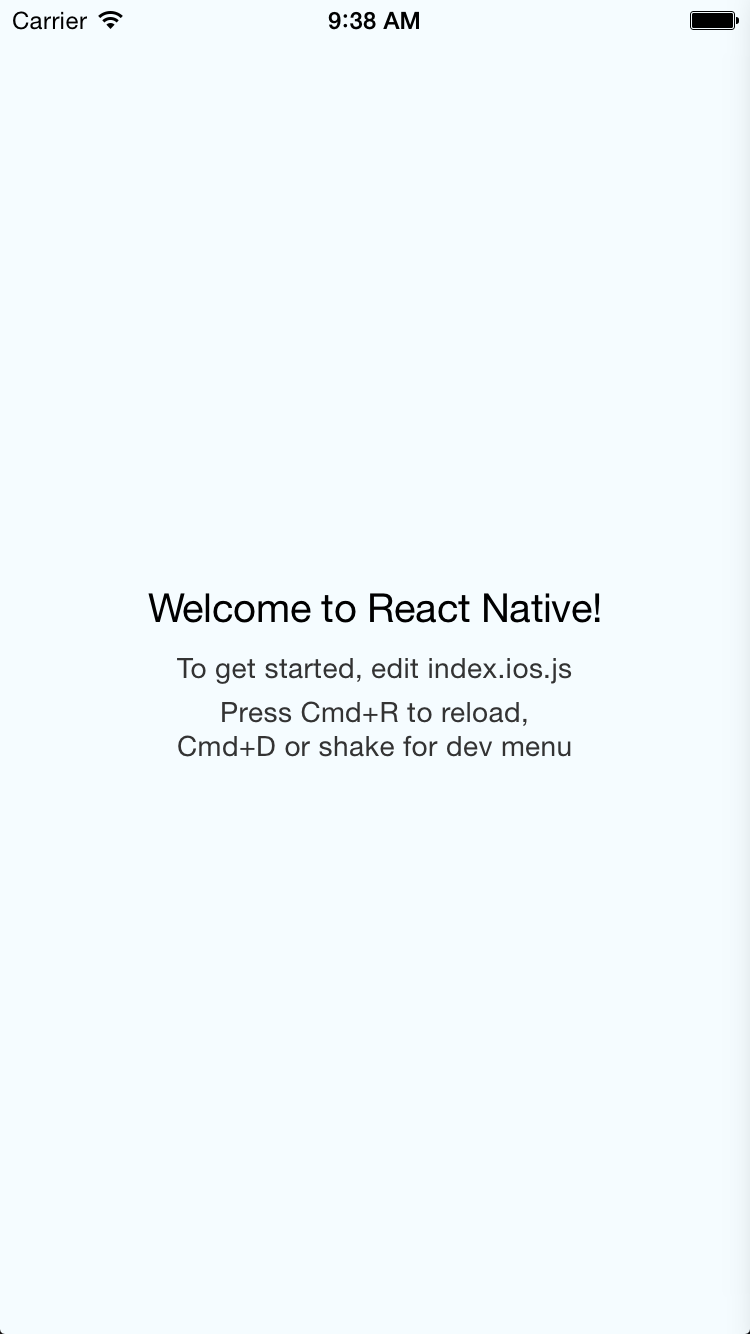 Carrier 9:38 AM
Welcome to React Native!
To get started, edit index.ios.js
Press Cmd+R to reload,
Cmd+D or shake for dev menu